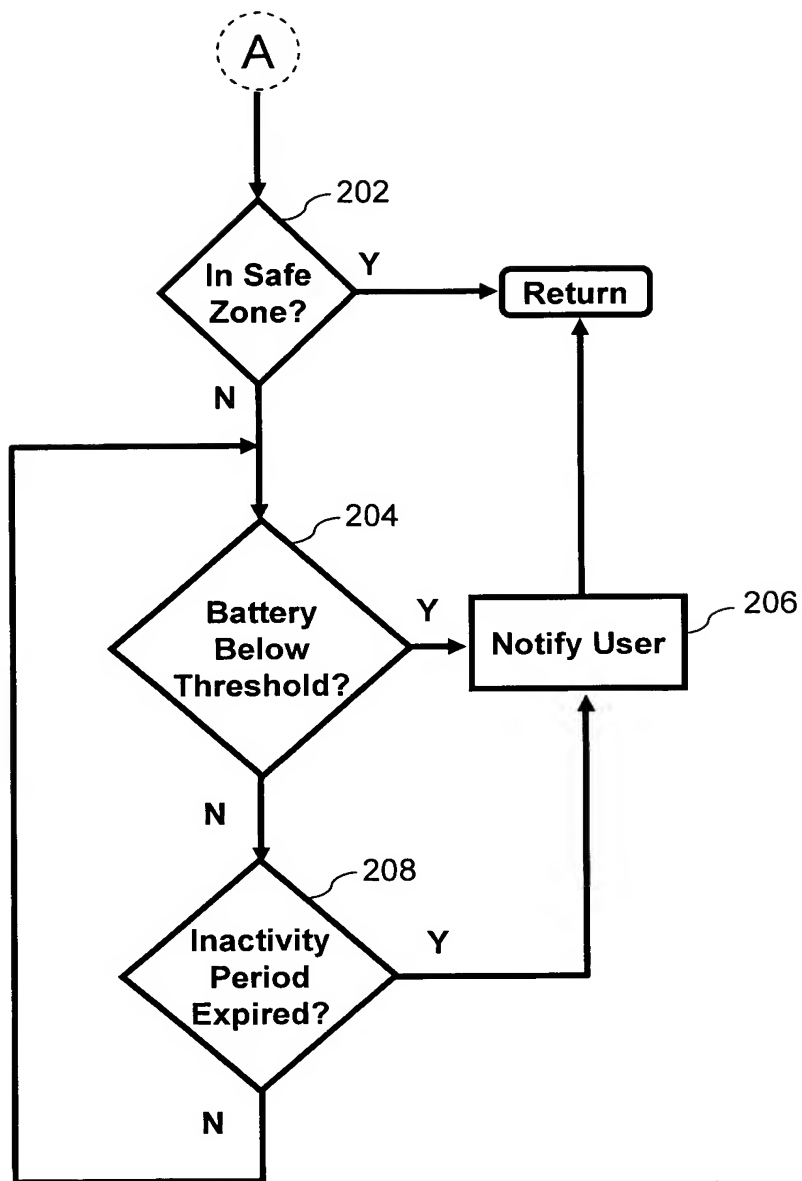 A
202
In Safe
Zone?
Y
Return
N
204
Battery
Below
Threshold?
Y
Notify User
206
N
208
Inactivity
Period
Expired?
Y
N